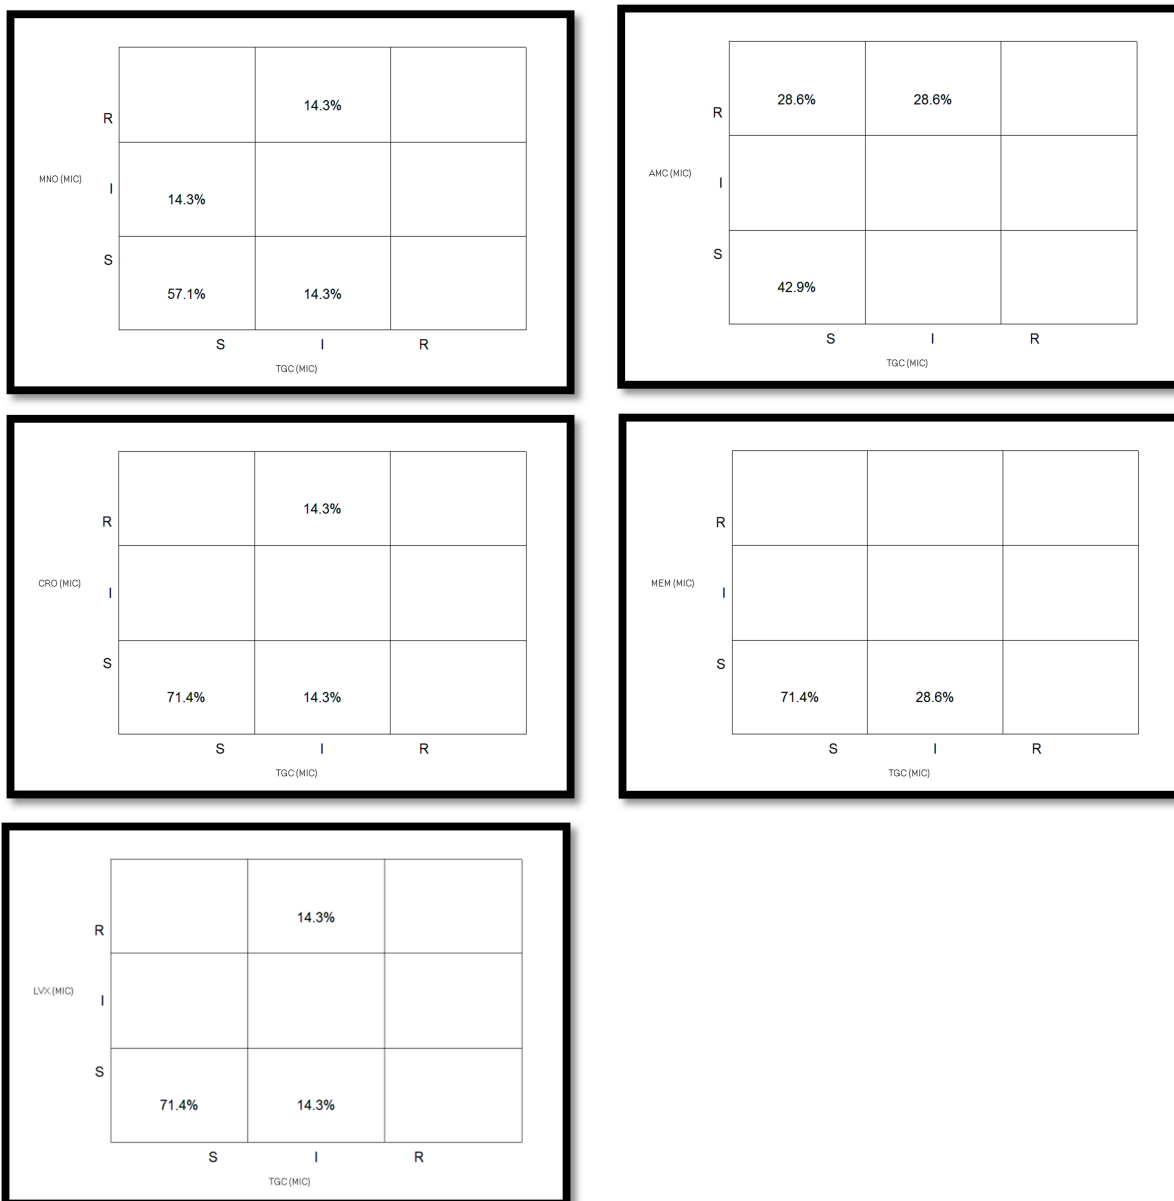 14.3%
R
MNO (MIC)
I
14.3%
S
57.1% 14.3%
S I R
TGC (MIC)
28.6% 28.6%
R
AMC (MIC)
I
S
42.9%
S I R
TGC (MIC)
14.3%
R
CRO (MIC)
I
S
71.4% 14.3%
S I R
TGC (MIC)
R
MEM (MIC)
I
S
71.4% 28.6%
S I R
TGC (MIC)
14.3%
R
LVX (MIC)
I
S
71.4% 14.3%
S I R
TGC (MIC)